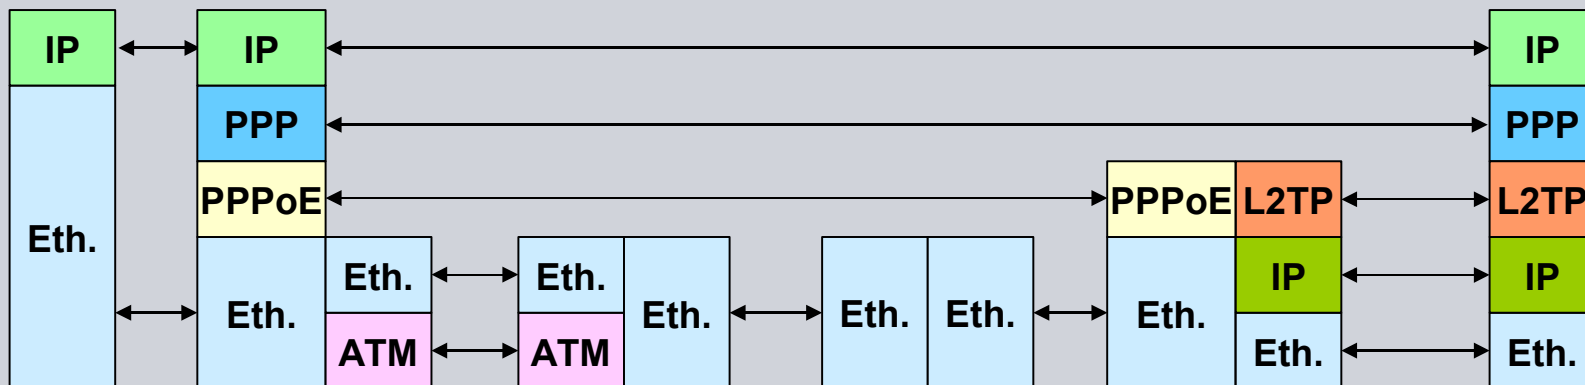 IP IP IP
PPP PPP
PPPoE PPPoE L2TP L2TP
Eth. Eth. Eth. IP IP
Eth. Eth. Eth. Eth. Eth.
ATM ATM Eth. Eth.